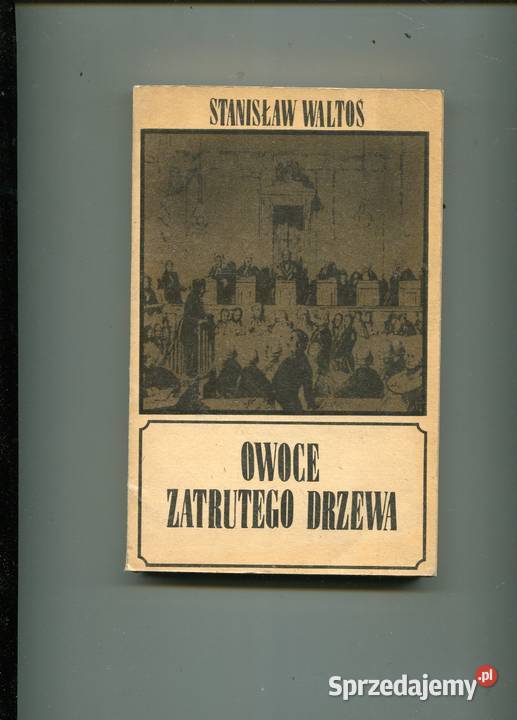 STANISŁAW WALTOŚ
OWOCE
ZATRUTEGO DRZEWA
Sprzedajemy.pl